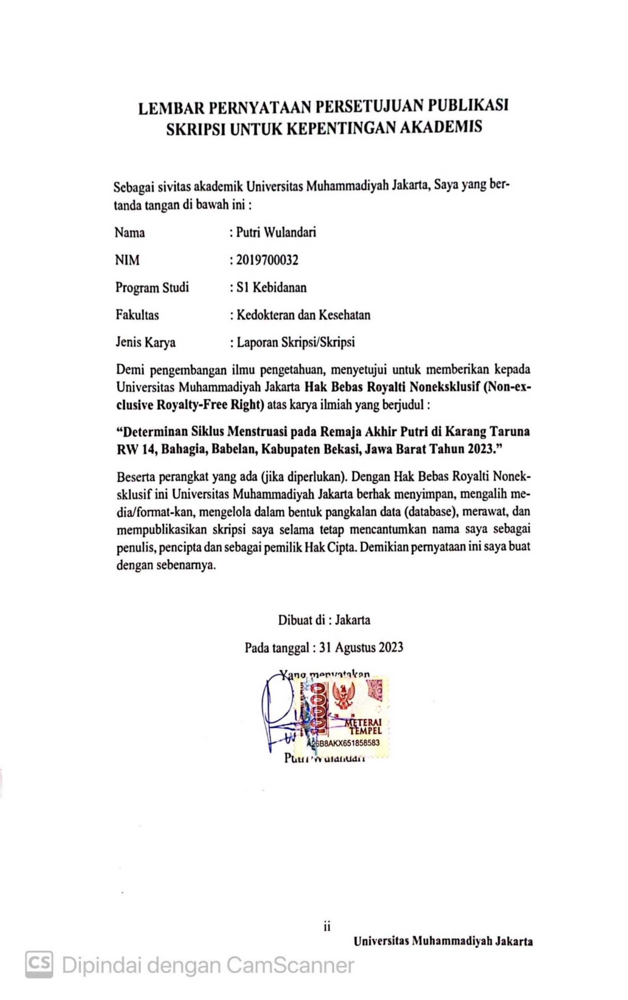 LEMBAR PERNYATAAN PERSETUJUAN PUBLIKASI
SKRIPSI UNTUK KEPENTINGAN AKADEMIS
Sebagai sivitas akademik Universitas Muhammadiyah Jakarta, Saya yang ber-
tanda tangan di bawah ini :
Nama : Putri Wulandari
NIM : 2019700032
Program Studi : S1 Kebidanan
Fakultas : Kedokteran dan Kesehatan
Jenis Karya : Laporan Skripsi/Skripsi
Demi pengembangan ilmu pengetahuan, menyetujui untuk memberikan kepada
Universitas Muhammadiyah Jakarta Hak Bebas Royalti Noneksklusif (Non-ex-
clusive Royalty-Free Right) atas karya ilmiah yang berjudul :
“Determinan Siklus Menstruasi pada Remaja Akhir Putri di Karang Taruna
RW 14, Bahagia, Babelan, Kabupaten Bekasi, Jawa Barat Tahun 2023.”
Beserta perangkat yang ada (jika diperlukan). Dengan Hak Bebas Royalti Nonek-
sklusif ini Universitas Muhammadiyah Jakarta berhak menyimpan, mengalih me-
dia/format-kan, mengelola dalam bentuk pangkalan data (database), merawat, dan
mempublikasikan skripsi saya selama tetap mencantumkan nama saya sebagai
penulis, pencipta dan sebagai pemilik Hak Cipta. Demikian pernyataan ini saya buat
dengan sebenarnya.
Dibuat di : Jakarta
Pada tanggal : 31 Agustus 2023
Yang menyatakan
10000
METERAI
TEMPEL
A26B8AKX651858583
Putri Wulandari
ii
Universitas Muhammadiyah Jakarta
CS Dipindai dengan CamScanner